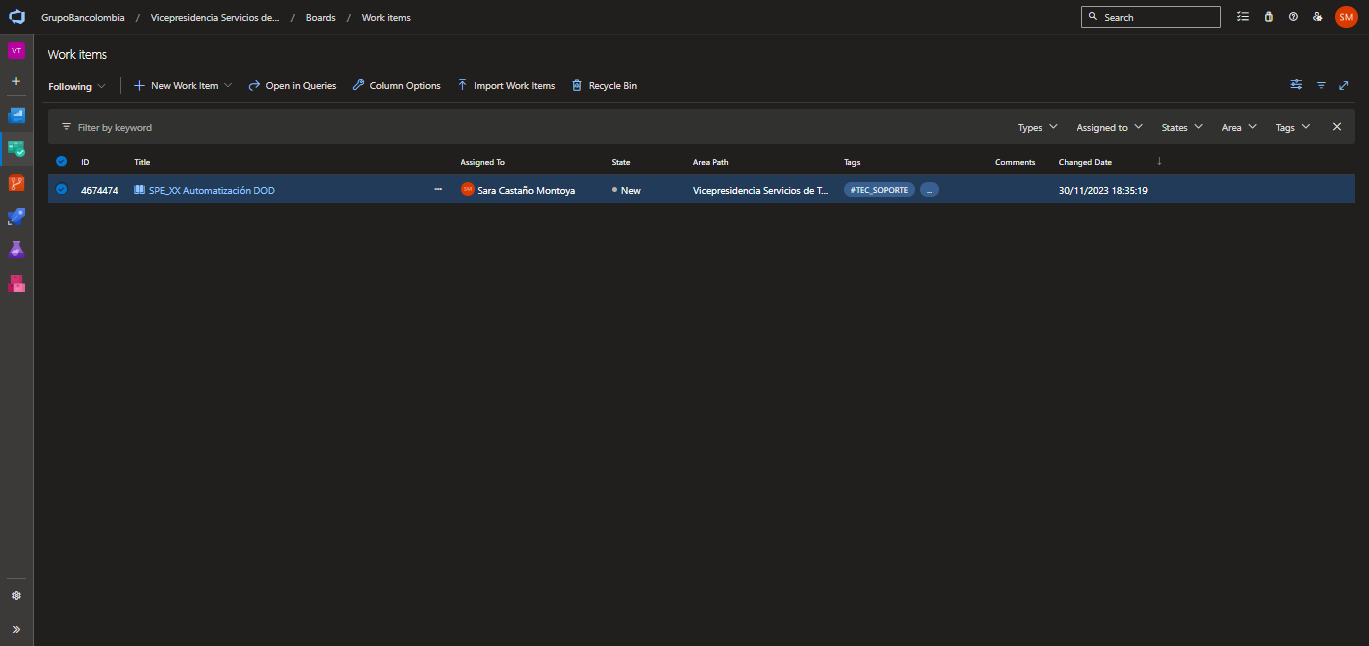 GrupoBancolombia / Vicepresidencia Servicios de... / Boards / Work items
Search
SM
VT
Work items
Following
New Work Item
Open in Queries
Column Options
Import Work Items
Recycle Bin
Filter by keyword
Types
Assigned to
States
Area
Tags
ID Title Assigned To State Area Path Tags Comments Changed Date ↓
4674474 SPE_XX Automatización DOD ... SM Sara Castaño Montoya New Vicepresidencia Servicios de T... #TEC_SOPORTE ... 30/11/2023 18:35:19